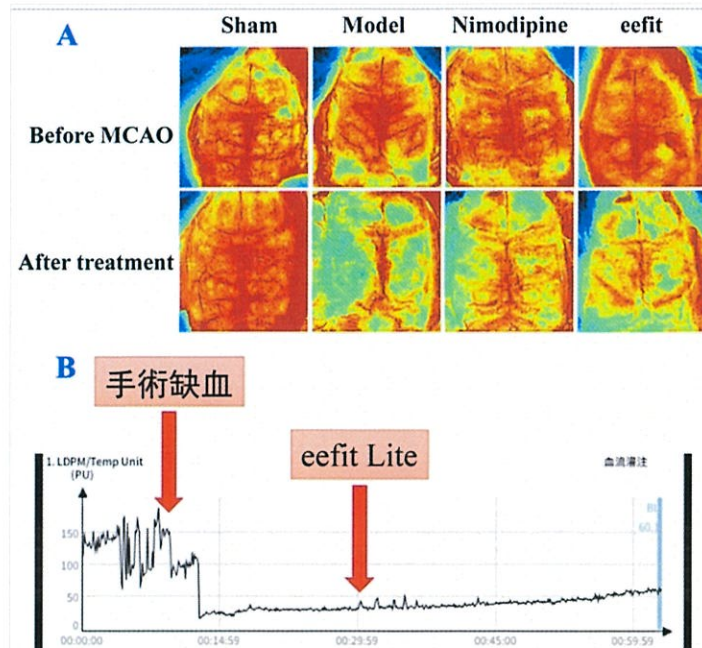 A
Sham Model Nimodipine eefit
Before MCAO
After treatment
B
手術缺血
eefit Lite
1. LDPM/Temp Unit
(PU)
血流灌注
150
100
50
0
60.1
00:00:00 00:14:59 00:29:59 00:45:00 00:59:59